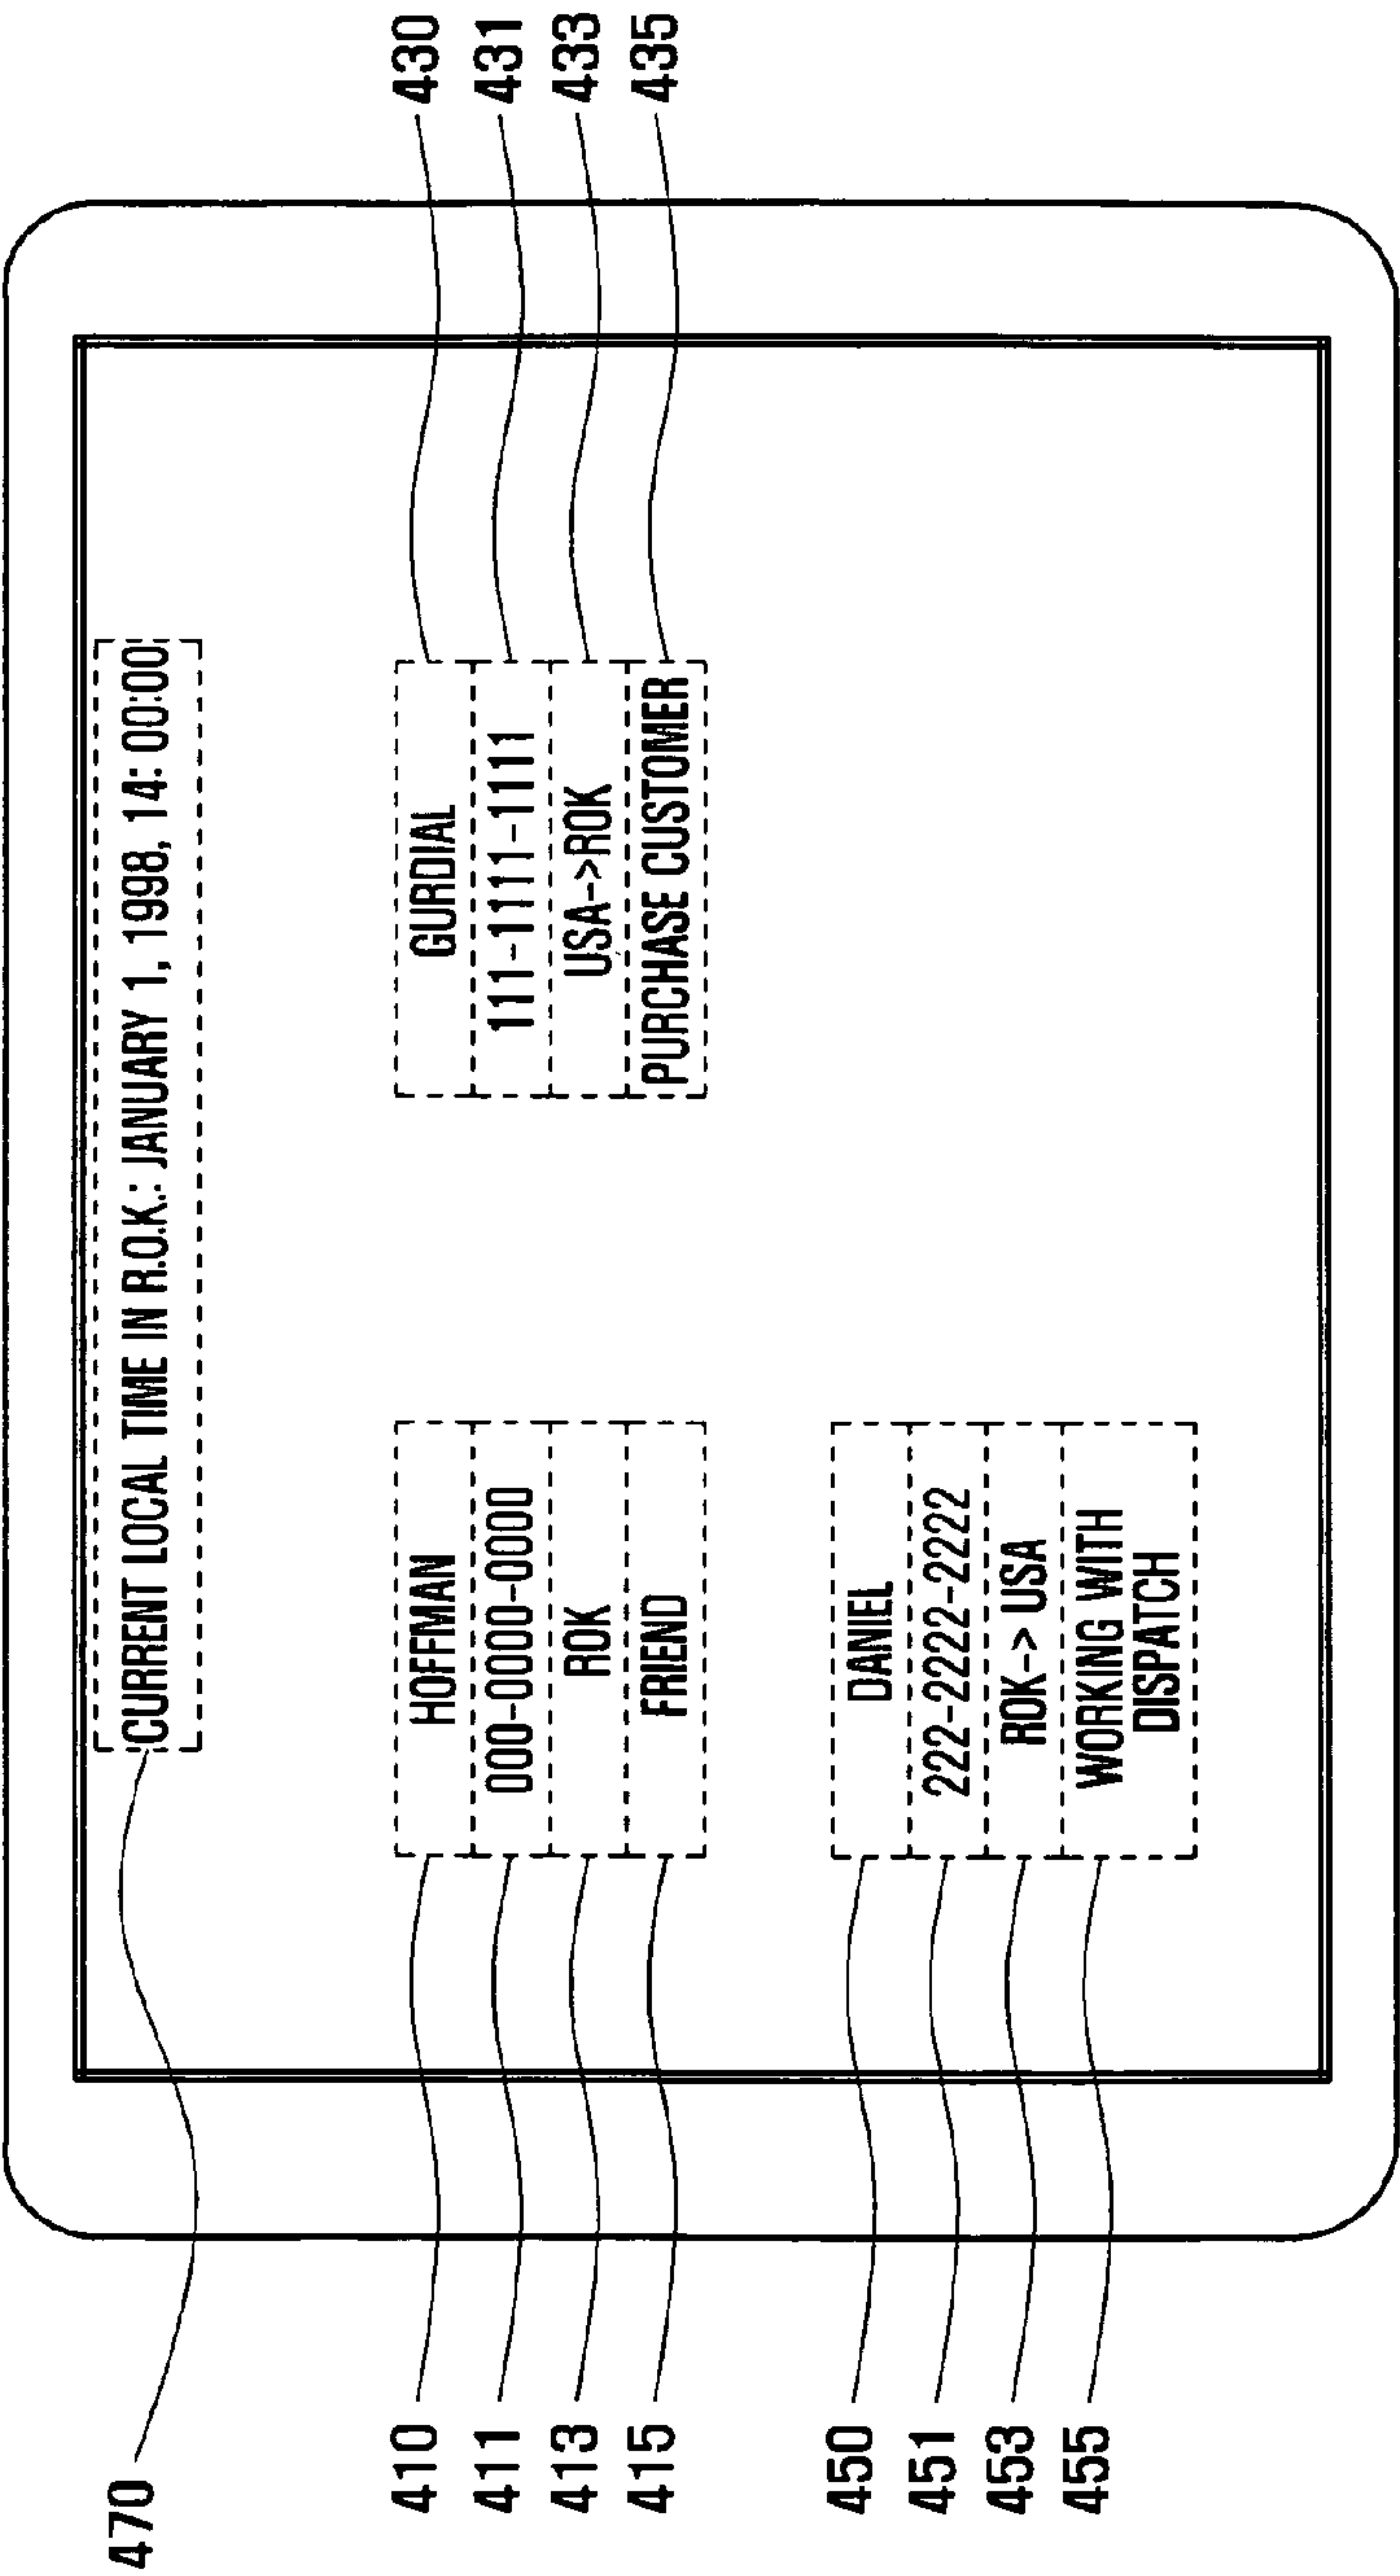 470
CURRENT LOCAL TIME IN R.O.K.: JANUARY 1, 1998, 14: 00:00
410
HOFFMAN
411
000-0000-0000
413
ROK
415
FRIEND
GURDIAL
430
111-1111-1111
431
USA->ROK
433
PURCHASE CUSTOMER
435
450
DANIEL
451
222-2222-2222
453
ROK-> USA
455
WORKING WITH
DISPATCH